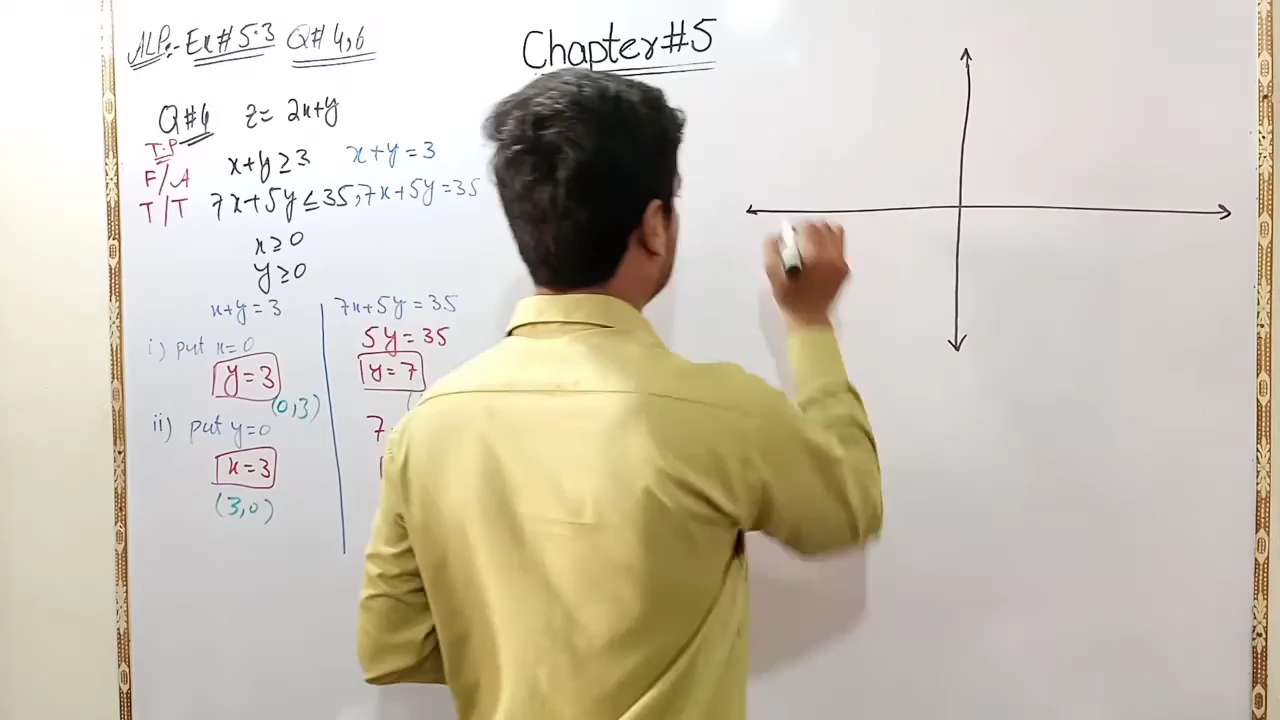 ALP:- Ex#5.3 Q#4,6
Chapter#5
Q#4 z= 2x+y
T.P
x+y≥3 x+y=3
F/A
7x+5y≤35, 7x+5y=35
T/T
x≥0
y≥0
x+y=3 7x+5y=35
i) put x=0 5y=35
y=3 y=7
(0,3) (
ii) put y=0 7
x=3
(3,0)